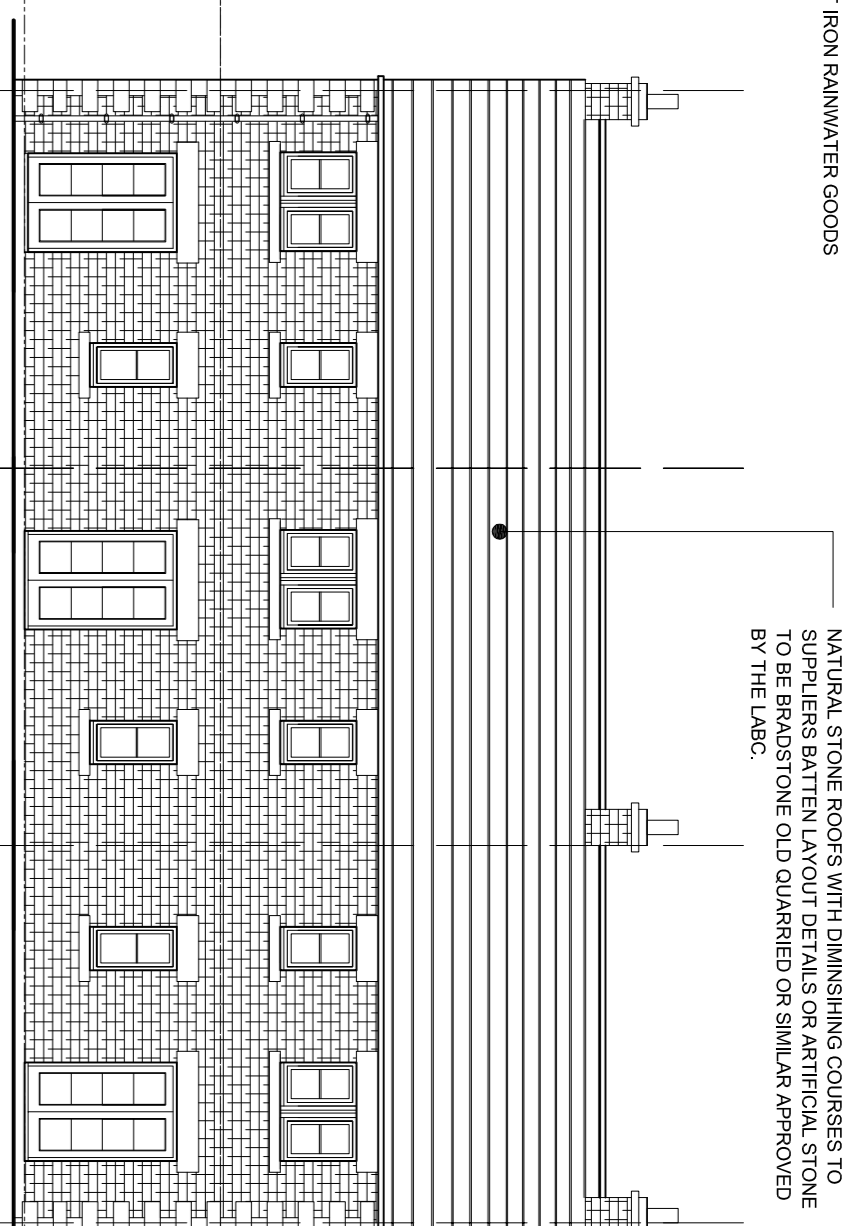 IRON RAINWATER GOODS
NATURAL STONE ROOFS WITH DIMINSIHING COURSES TO
SUPPLIERS BATTEN LAYOUT DETAILS OR ARTIFICIAL STONE
TO BE BRADSTONE OLD QUARRIED OR SIMILAR APPROVED
BY THE LABC.